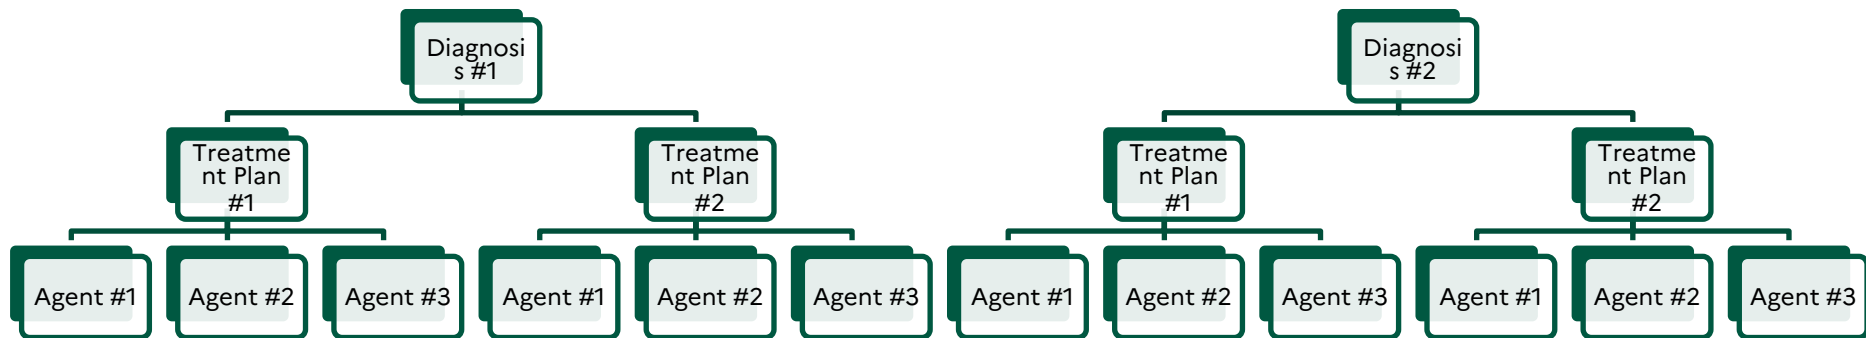 Diagnosi
s #1
Diagnosi
s #2
Treatme
nt Plan
#1
Treatme
nt Plan
#2
Treatme
nt Plan
#1
Treatme
nt Plan
#2
Agent #1
Agent #2
Agent #3
Agent #1
Agent #2
Agent #3
Agent #1
Agent #2
Agent #3
Agent #1
Agent #2
Agent #3